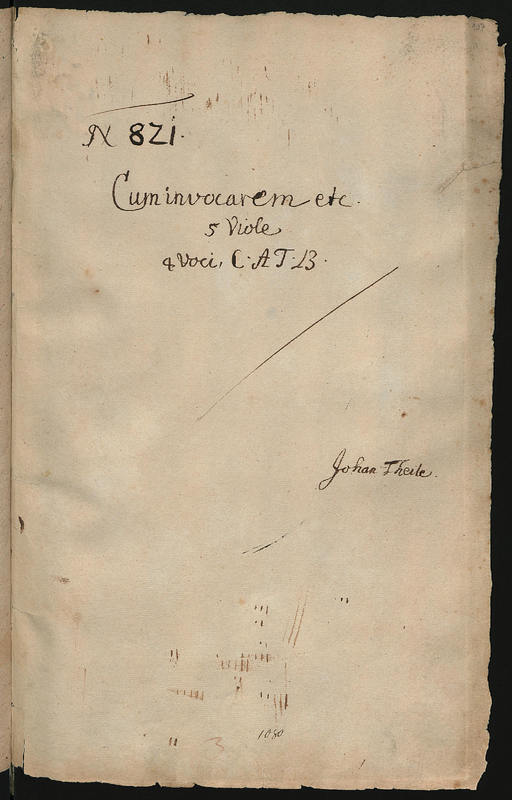 N 821.
Cum invocarem etc.
5 Viole
4 Voci, C. A T. B.
Johan Theile.
1080